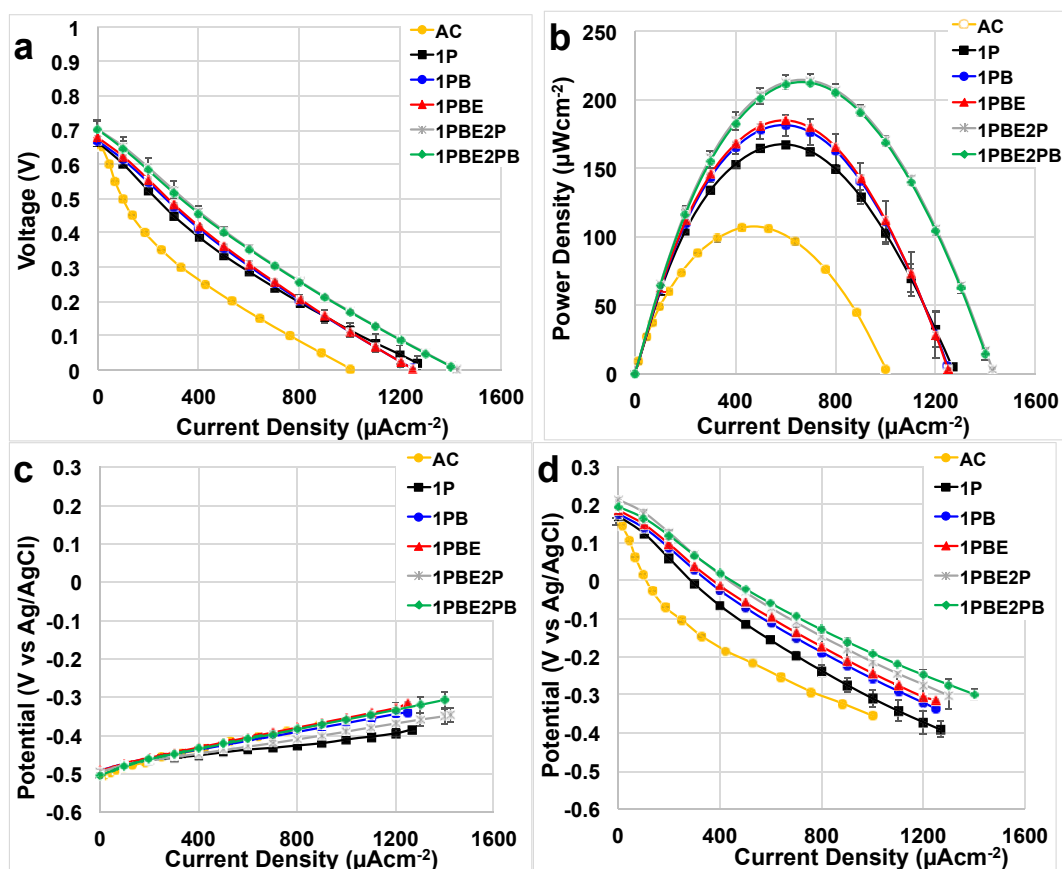 a
Voltage (V)
1
0.9
0.8
0.7
0.6
0.5
0.4
0.3
0.2
0.1
0
0 400 800 1200 1600
Current Density (µAcm-2)
AC
1P
1PB
1PBE
1PBE2P
1PBE2PB
b
Power Density (µWcm-2)
250
200
150
100
50
0
0 400 800 1200 1600
Current Density (µAcm-2)
AC
1P
1PB
1PBE
1PBE2P
1PBE2PB
c
Potential (V vs Ag/AgCl)
0.3
0.2
0.1
0
-0.1
-0.2
-0.3
-0.4
-0.5
-0.6
0 400 800 1200 1600
Current Density (µAcm-2)
AC
1P
1PB
1PBE
1PBE2P
1PBE2PB
d
Potential (V vs Ag/AgCl)
0.3
0.2
0.1
0
-0.1
-0.2
-0.3
-0.4
-0.5
-0.6
0 400 800 1200 1600
Current Density (µAcm-2)
AC
1P
1PB
1PBE
1PBE2P
1PBE2PB